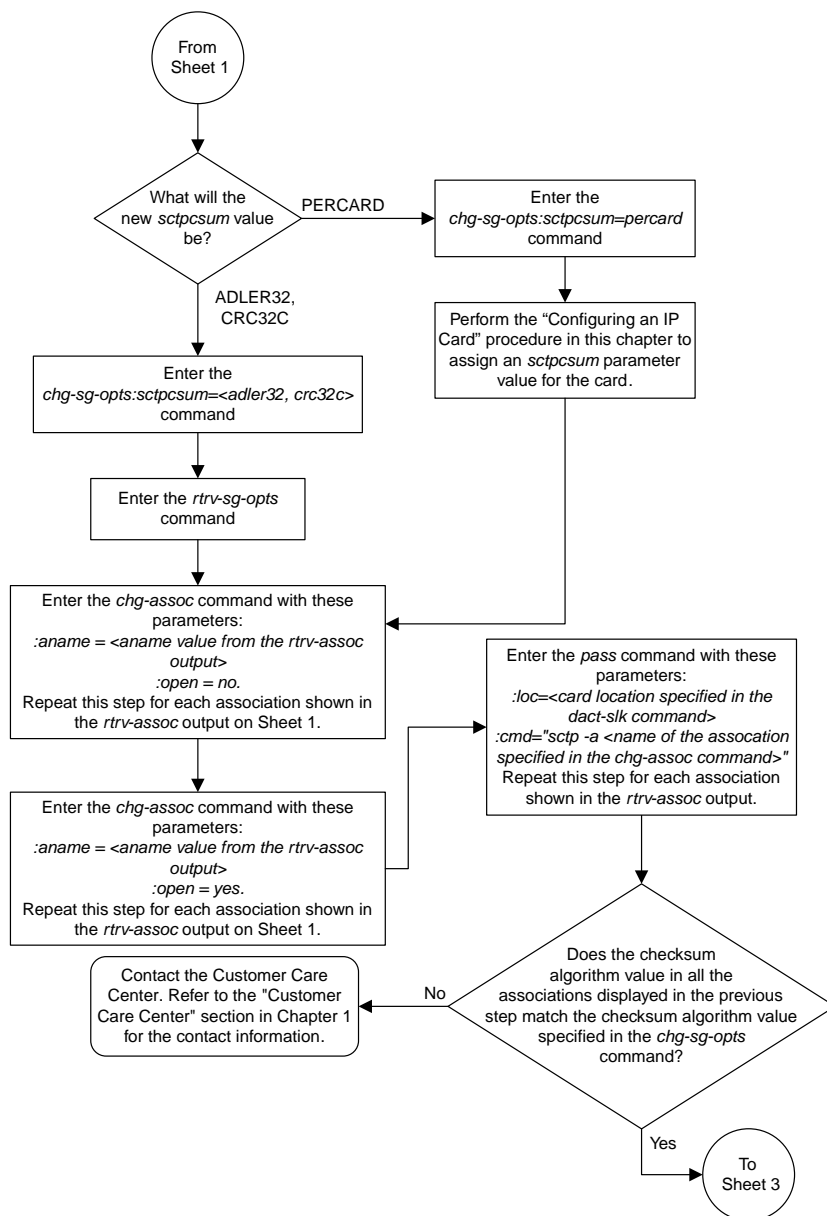 From
Sheet 1
What will the
new sctpcsum value
be?
PERCARD
Enter the
chg-sg-opts:sctpcsum=percard
command
Perform the “Configuring an IP
Card” procedure in this chapter to
assign an sctpcsum parameter
value for the card.
ADLER32,
CRC32C
Enter the
chg-sg-opts:sctpcsum=<adler32, crc32c>
command
Enter the rtrv-sg-opts
command
Enter the chg-assoc command with these
parameters:
:aname = <aname value from the rtrv-assoc
output>
:open = no.
Repeat this step for each association shown in
the rtrv-assoc output on Sheet 1.
Enter the chg-assoc command with these
parameters:
:aname = <aname value from the rtrv-assoc
output>
:open = yes.
Repeat this step for each association shown in
the rtrv-assoc output on Sheet 1.
Enter the pass command with these
parameters:
:loc=<card location specified in the
dact-slk command>
:cmd="sctp -a <name of the assocation
specified in the chg-assoc command>"
Repeat this step for each association
shown in the rtrv-assoc output.
Does the checksum
algorithm value in all the
associations displayed in the previous
step match the checksum algorithm value
specified in the chg-sg-opts
command?
No
Contact the Customer Care
Center. Refer to the "Customer
Care Center" section in Chapter 1
for the contact information.
Yes
To
Sheet 3